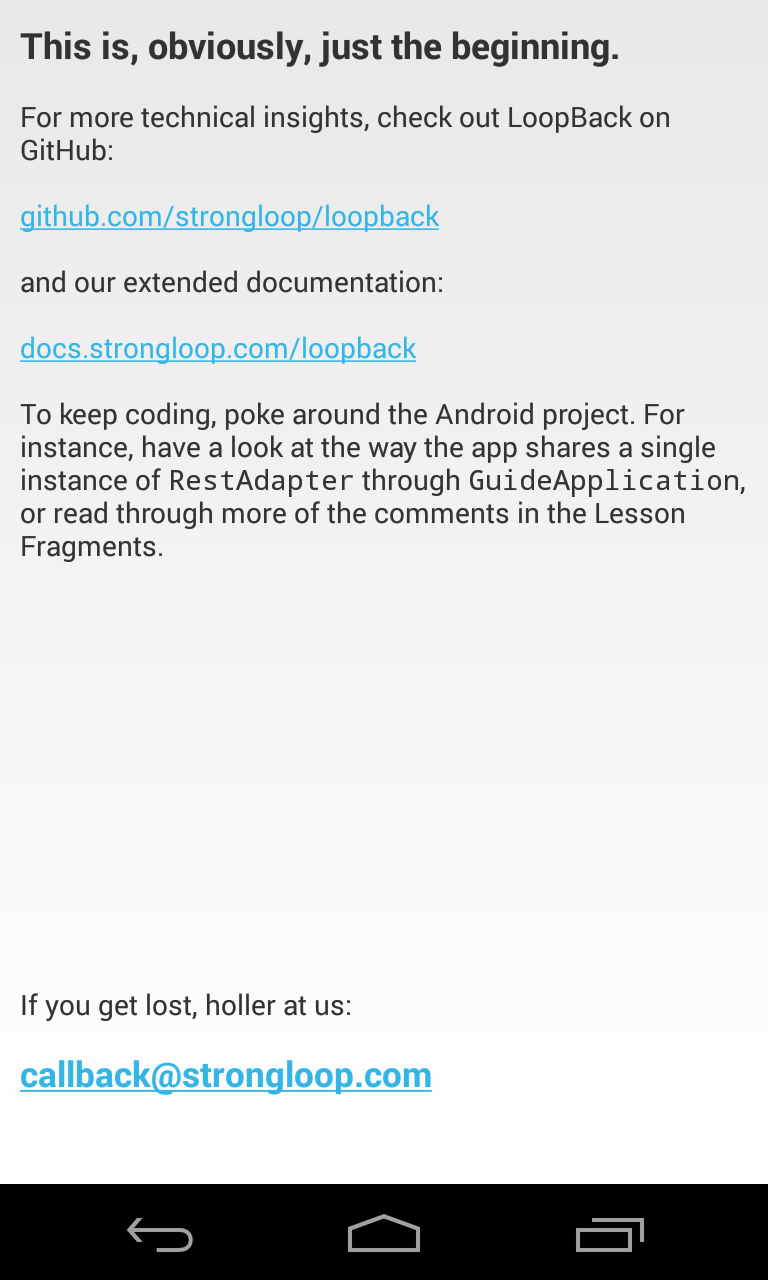 This is, obviously, just the beginning.
For more technical insights, check out LoopBack on
GitHub:
github.com/strongloop/loopback
and our extended documentation:
docs.strongloop.com/loopback
To keep coding, poke around the Android project. For
instance, have a look at the way the app shares a single
instance of RestAdapter through GuideApplication,
or read through more of the comments in the Lesson
Fragments.
If you get lost, holler at us:
callback@strongloop.com